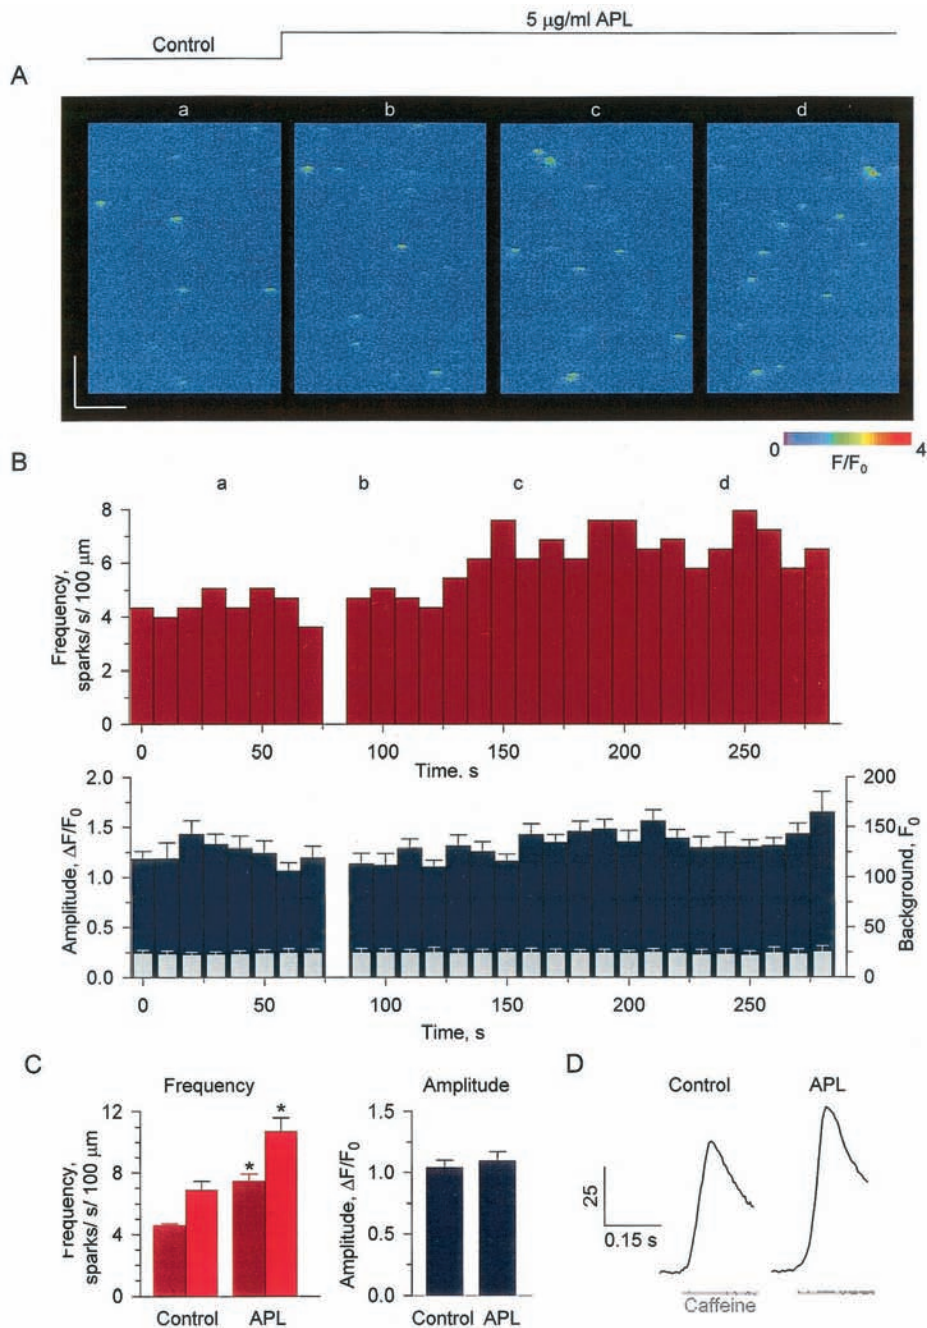 5 μg/ml APL
Control
A
a b c d
0 4
F/F0
B
a b c d
8
6
4
2
0
Frequency,
sparks/ s/ 100 μm
0 50 100 150 200 250
Time. s
2.0
1.5
1.0
0.5
0.0
Amplitude, ΔF/F0
200
150
100
50
0
Background, F0
0 50 100 150 200 250
Time, s
C
Frequency
12
8
4
0
Frequency,
sparks/ s/ 100 μm
* *
Control APL
Amplitude
1.5
1.0
0.5
0.0
Amplitude, ΔF/F0
Control APL
D
Control APL
25
0.15 s
Caffeine